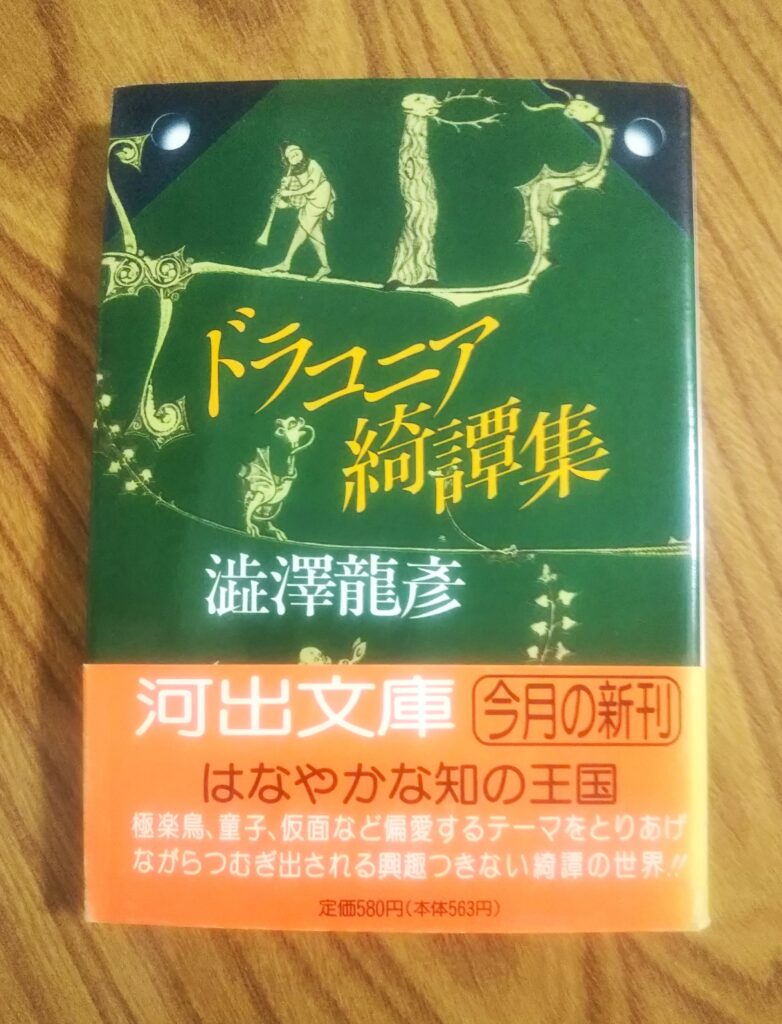 ドラコニア
綺譚集
澁澤龍彥
河出文庫 今月の新刊
はなやかな知の王国
極楽鳥、童子、仮面など偏愛するテーマをとりあげ
ながらつむぎ出される興趣つきない綺譚の世界!!
定価580円(本体563円)